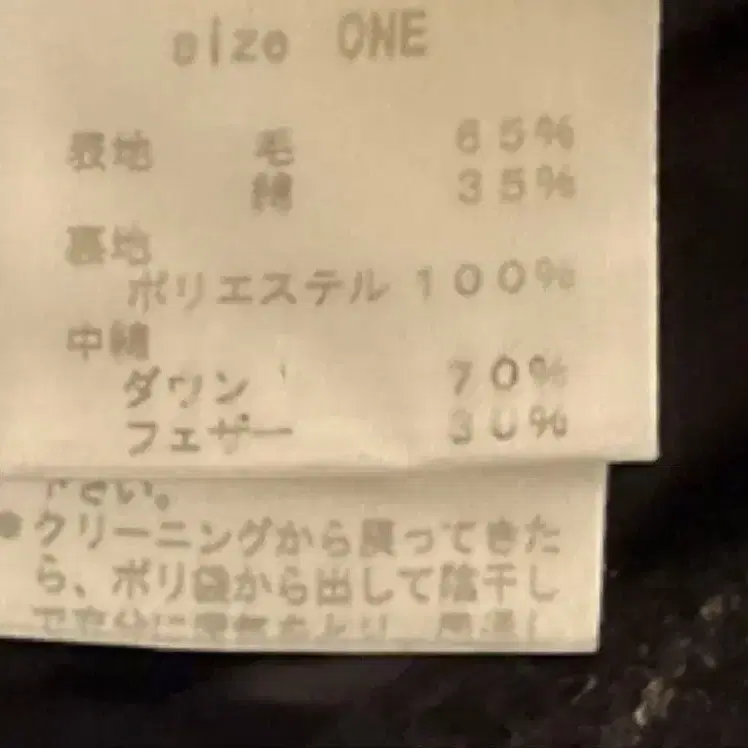 size ONE
表地 毛 65%
綿 35%
裏地
ポリエステル 100%
中綿
ダウン 70%
フェザー 30%
下さい。
●クリーニングから戻ってきた
ら、ポリ袋から出して陰干し